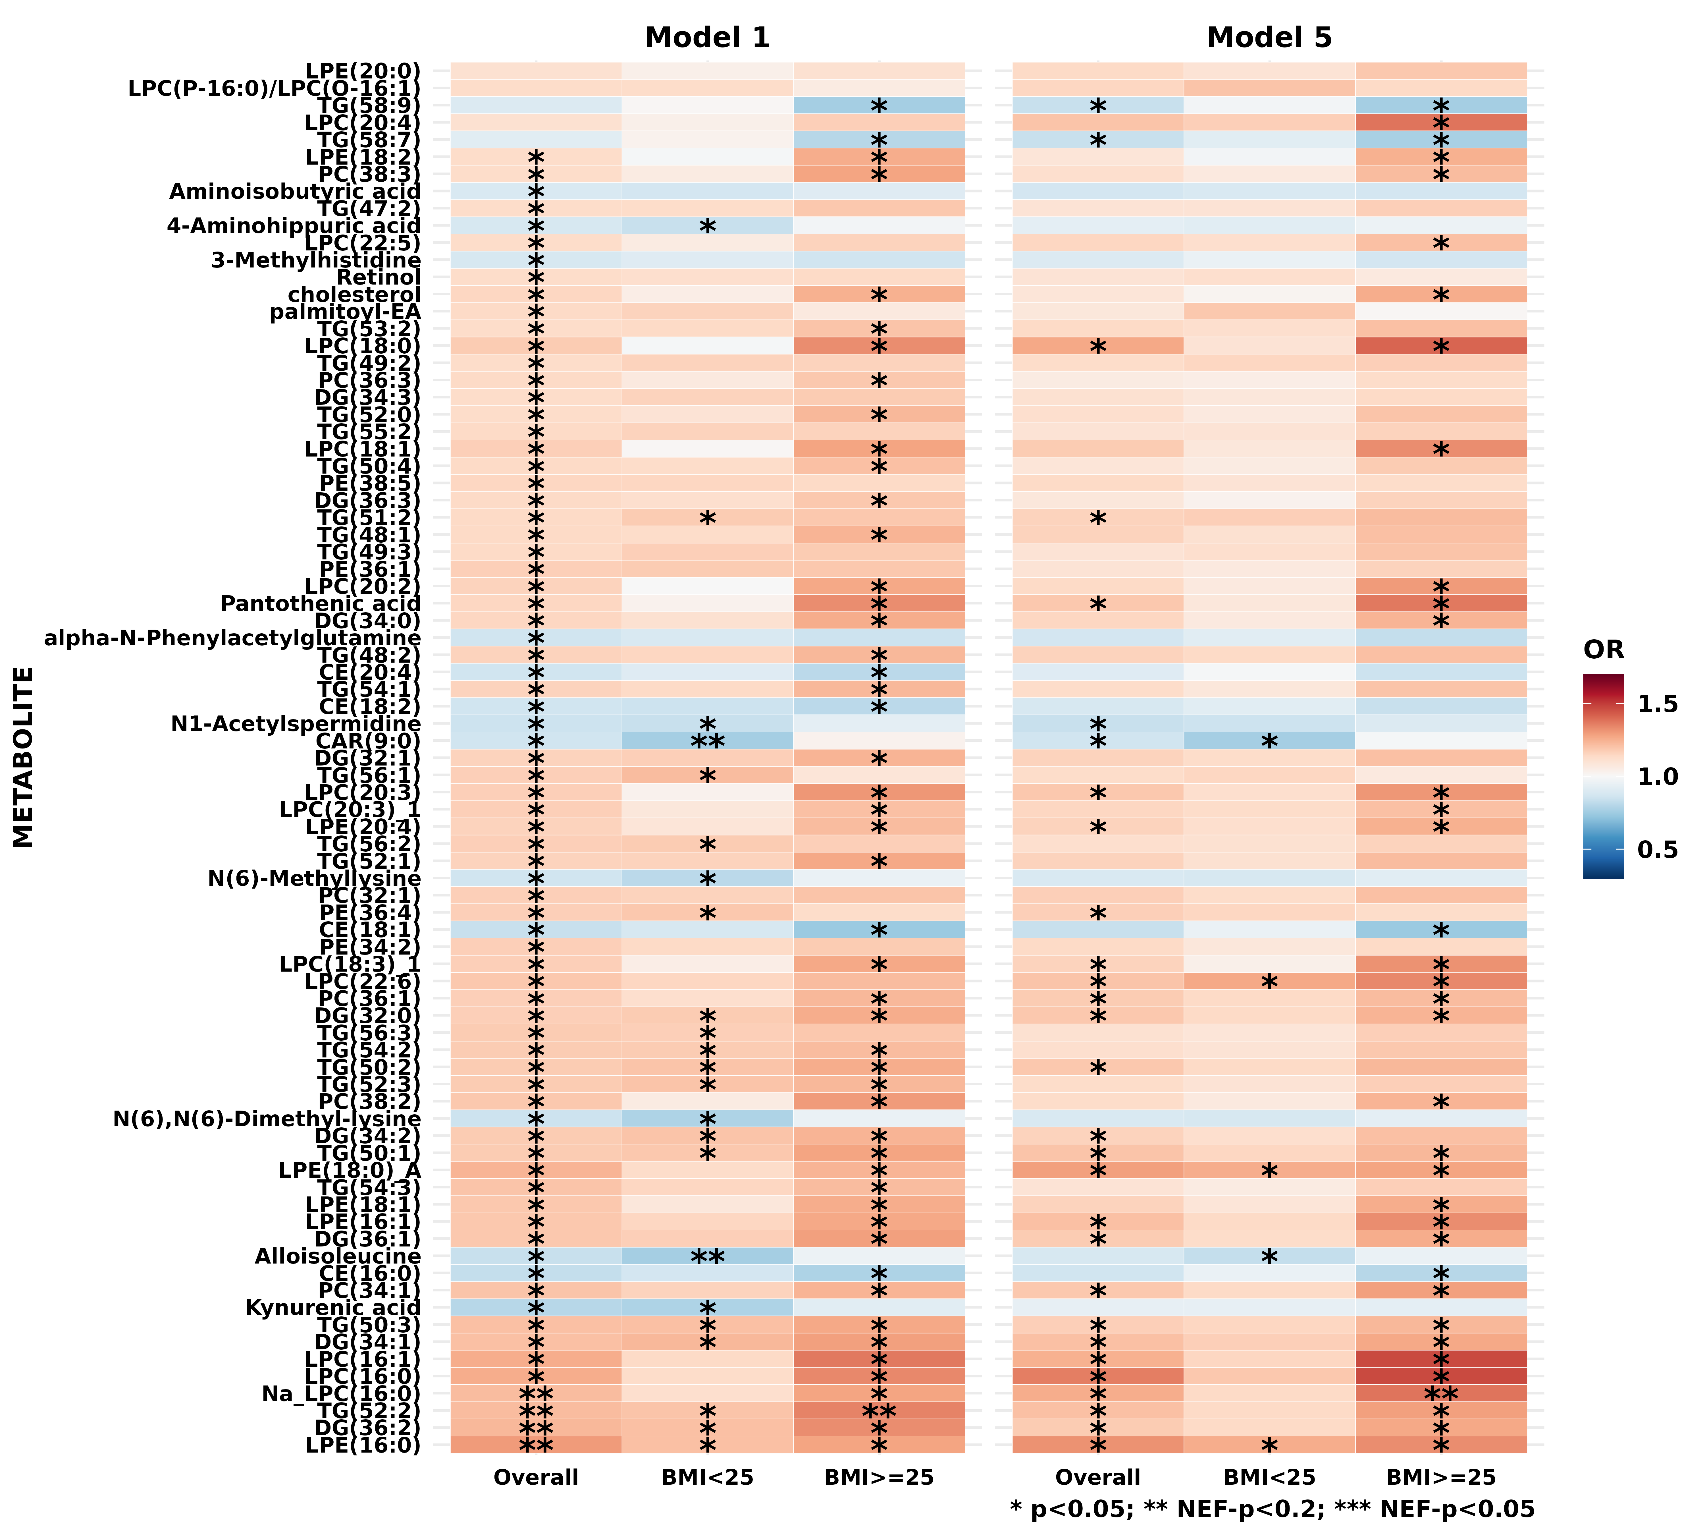 Model 1
Model 5
METABOLITE
LPE(20:0)
LPC(P-16:0)/LPC(O-16:1)
TG(58:9)
LPC(20:4)
TG(58:7)
LPE(18:2)
PC(38:3)
Aminoisobutyric acid
TG(47:2)
4-Aminohippuric acid
LPC(22:5)
3-Methylhistidine
Retinol
cholesterol
palmitoyl-EA
TG(53:2)
LPC(18:0)
TG(49:2)
PC(36:3)
DG(34:3)
TG(52:0)
TG(55:2)
LPC(18:1)
TG(50:4)
PE(38:5)
DG(36:3)
TG(51:2)
TG(48:1)
TG(49:3)
PE(36:1)
LPC(20:2)
Pantothenic acid
DG(34:0)
alpha-N-Phenylacetylglutamine
TG(48:2)
CE(20:4)
TG(54:1)
CE(18:2)
N1-Acetylspermidine
CAR(9:0)
DG(32:1)
TG(56:1)
LPC(20:3)
LPC(20:3)_1
LPE(20:4)
TG(56:2)
TG(52:1)
N(6)-Methyllysine
PC(32:1)
PE(36:4)
CE(18:1)
PE(34:2)
LPC(18:3)_1
LPC(22:6)
PC(36:1)
DG(32:0)
TG(56:3)
TG(54:2)
TG(50:2)
TG(52:3)
PC(38:2)
N(6),N(6)-Dimethyl-lysine
DG(34:2)
TG(50:1)
LPE(18:0)_A
TG(54:3)
LPE(18:1)
LPE(16:1)
DG(36:1)
Alloisoleucine
CE(16:0)
PC(34:1)
Kynurenic acid
TG(50:3)
DG(34:1)
LPC(16:1)
LPC(16:0)
Na_LPC(16:0)
TG(52:2)
DG(36:2)
LPE(16:0)
Overall BMI<25 BMI>=25
Overall BMI<25 BMI>=25
* p<0.05; ** NEF-p<0.2; *** NEF-p<0.05
OR
1.5
1.0
0.5